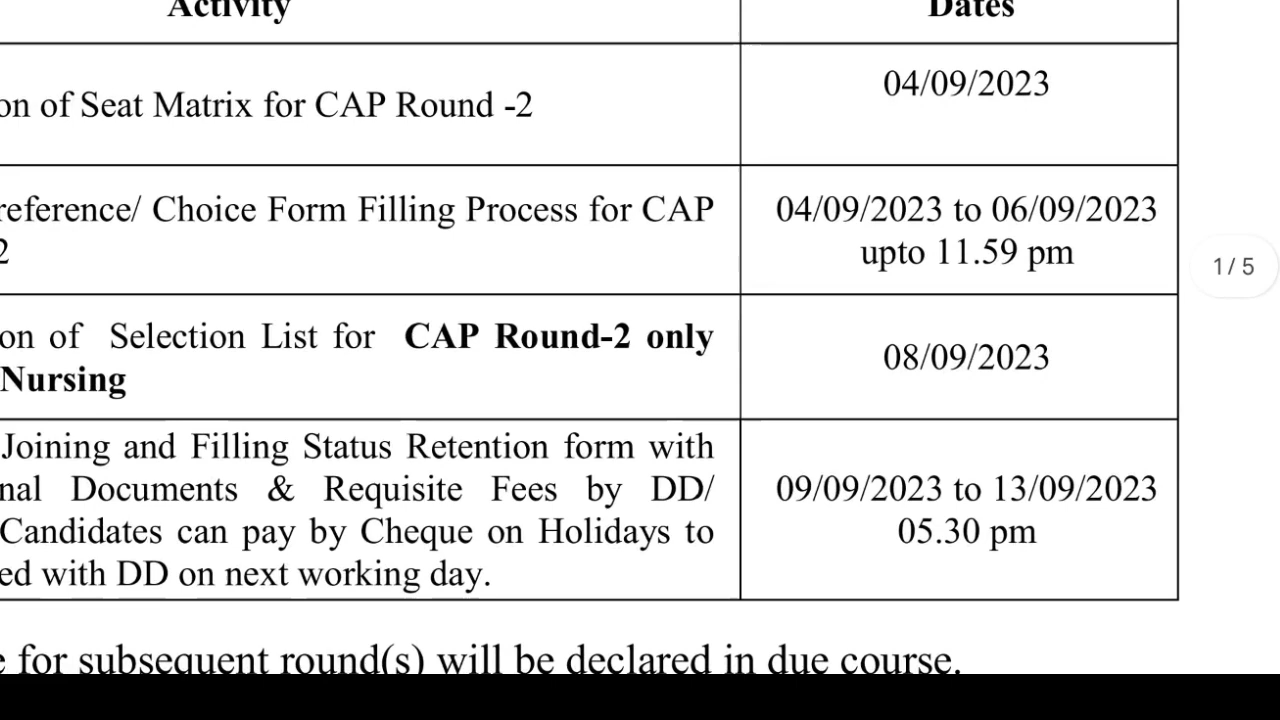 Activity
Dates
on of Seat Matrix for CAP Round -2
04/09/2023
reference/ Choice Form Filling Process for CAP
2
04/09/2023 to 06/09/2023
upto 11.59 pm
1 / 5
on of Selection List for CAP Round-2 only
Nursing
08/09/2023
Joining and Filling Status Retention form with
nal Documents & Requisite Fees by DD/
Candidates can pay by Cheque on Holidays to
ed with DD on next working day.
09/09/2023 to 13/09/2023
05.30 pm
e for subsequent round(s) will be declared in due course.